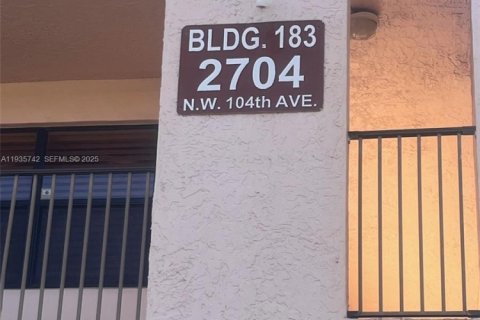 BLDG. 183
2704
N.W. 104th AVE.
A11935742 SEFMLS © 2025